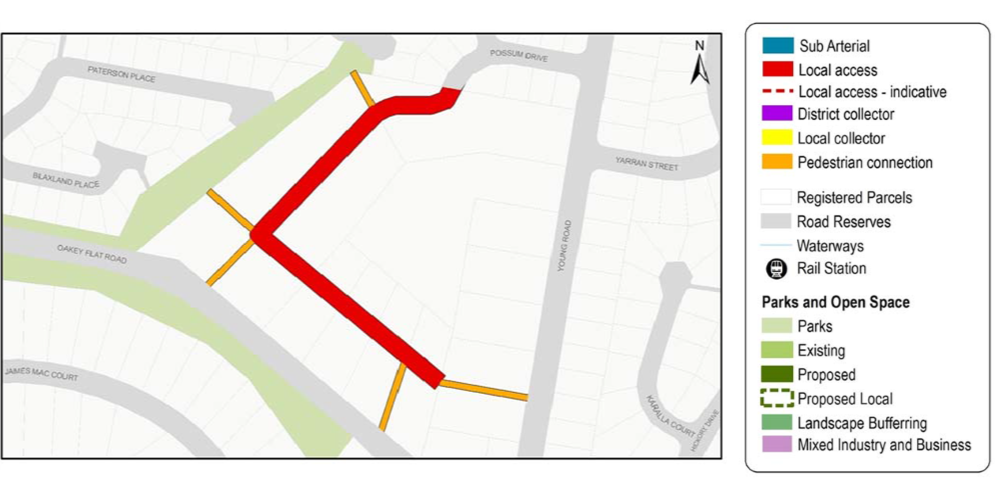 N
POSSUM DRIVE
PATERSON PLACE
YARRAN STREET
BLAXLAND PLACE
OAKEY FLAT ROAD
YOUNG ROAD
JAMES MAC COURT
KARALLA COURT
HICKORY DRIVE
Sub Arterial
Local access
Local access - indicative
District collector
Local collector
Pedestrian connection
Registered Parcels
Road Reserves
Waterways
Rail Station
Parks and Open Space
Parks
Existing
Proposed
Proposed Local
Landscape Bufferring
Mixed Industry and Business